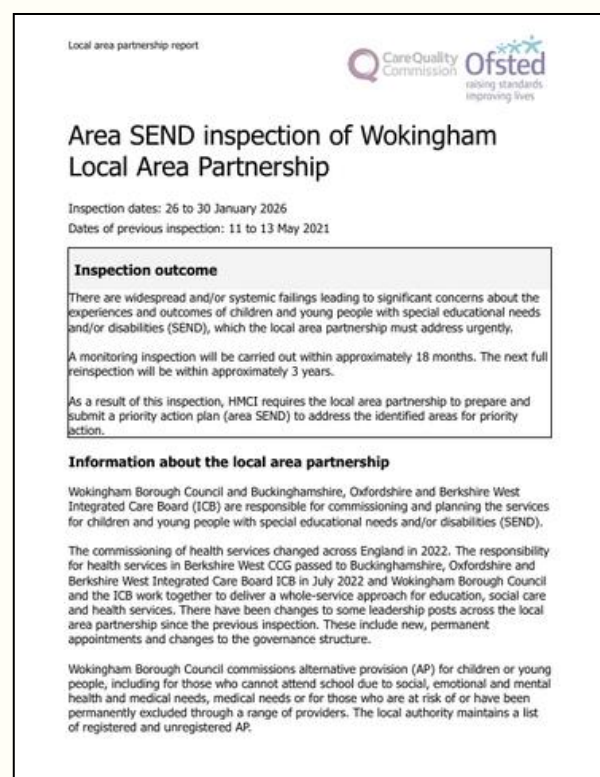 Local area partnership report
CareQuality
Commission
Ofsted
raising standards
improving lives
Area SEND inspection of Wokingham
Local Area Partnership
Inspection dates: 26 to 30 January 2026
Dates of previous inspection: 11 to 13 May 2021
Inspection outcome
There are widespread and/or systemic failings leading to significant concerns about the
experiences and outcomes of children and young people with special educational needs
and/or disabilities (SEND), which the local area partnership must address urgently.
A monitoring inspection will be carried out within approximately 18 months. The next full
reinspection will be within approximately 3 years.
As a result of this inspection, HMCI requires the local area partnership to prepare and
submit a priority action plan (area SEND) to address the identified areas for priority
action.
Information about the local area partnership
Wokingham Borough Council and Buckinghamshire, Oxfordshire and Berkshire West
Integrated Care Board (ICB) are responsible for commissioning and planning the services
for children and young people with special educational needs and/or disabilities (SEND).
The commissioning of health services changed across England in 2022. The responsibility
for health services in Berkshire West CCG passed to Buckinghamshire, Oxfordshire and
Berkshire West Integrated Care Board ICB in July 2022 and Wokingham Borough Council
and the ICB work together to deliver a whole-service approach for education, social care
and health services. There have been changes to some leadership posts across the local
area partnership since the previous inspection. These include new, permanent
appointments and changes to the governance structure.
Wokingham Borough Council commissions alternative provision (AP) for children or young
people, including for those who cannot attend school due to social, emotional and mental
health and medical needs, medical needs or for those who are at risk of or have been
permanently excluded through a range of providers. The local authority maintains a list
of registered and unregistered AP.